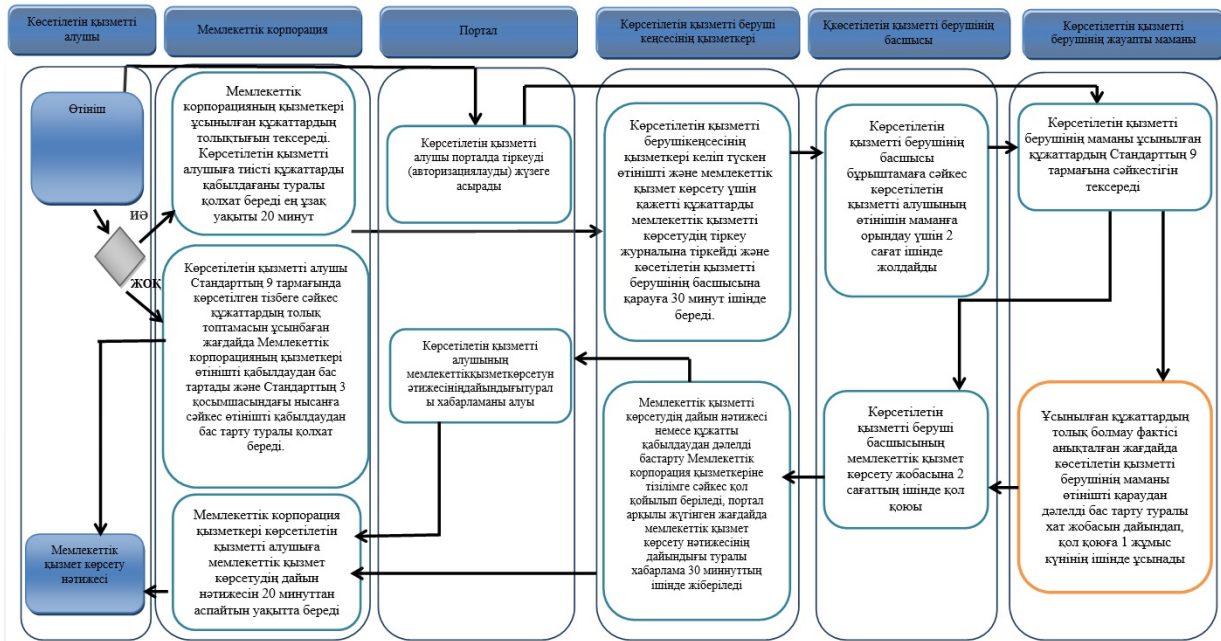 Көсетілетін қызметті
алушы
Мемлекеттік корпорация
Портал
Көрсетілетін қызметті беруші
кеңсесінің қызметкері
Ққөсетілетін қызметті берушінің
басшысы
Көрсетілеттін қызметті
берушінің жауапты маманы
Өтініш
иә
жоқ
Мемлекеттік
қызмет көрсету
нәтижесі
Мемлекеттік
корпорацияның қызметкері
ұсынылған құжаттардың
толықтығын тексереді.
Көрсетілетін қызметті
алушыға тиісті құжаттарды
қабылдағаны туралы
қолхат береді ең ұзақ
уақыты 20 минут
Көрсетілетін қызметті алушы
Стандарттың 9 тармағында
көрсетілген тізбеге сәйкес
құжаттардың толық
топтамасын ұсынбаған
жағдайда Мемлекеттік
корпорацияның қызметкері
өтінішті қабылдаудан бас
тартады және Стандарттың 3
қосымшасындағы нысанға
сәйкес өтінішті қабылдаудан
бас тарту туралы қолхат
береді.
Мемлекеттік корпорация
қызметкері көрсетілетін
қызметті алушыға
мемлекеттік қызмет
көрсетудің дайын
нәтижесін 20 минуттан
аспайтын уақытта береді
Көрсетілетін қызметті
алушы порталда тіркеуді
(авторизациялауды) жүзеге
асырады
Көрсетілетін қызметті
алушының
мемлекеттікқызметкөрсетун
әтижесініңдайындығытурал
ы хабарламаны алуы
Көрсетілетін қызметті
берушікеңсесінің
қызметкері келіп түскен
өтінішті және мемлекеттік
қызмет көрсету үшін
қажетті құжаттарды
мемлекеттік қызметті
көрсетудің тіркеу
журналына тіркейді және
көсетілетін қызметті
берушінің басшысына
қарауға 30 минут ішінде
береді.
Мемлекеттік қызметті
көрсетудің дайын нәтижесі
немесе құжатты
қабылдаудан дәлелді
бастарту Мемлекеттік
корпорация қызметкеріне
тізілімге сәйкес қол
қойылып беріледі, портал
арқылы жүгінген жағдайда
мемлекеттік қызмет
көрсету нәтижесінің
дайындығы туралы
хабарлама 30 миннуттың
ішінде жіберіледі
Көрсетілетін
қызметті берушінің
басшысы
бұрыштамаға сәйкес
көрсетілетін
қызметті алушының
өтінішін маманға
орындау үшін 2
сағат ішінде
жолдайды
Көрсетілетін
қызметті беруші
басшысының
мемлекеттік қызмет
көрсету жобасына 2
сағаттың ішінде қол
қоюы
Көрсетілетін қызметті
берушінің маманы ұсынылған
құжаттардың Стандарттың 9
тармағына сәйкестігін
тексереді
Ұсынылған құжаттардың
толық болмау фактісі
анықталған жағдайда
көсетілетін қызметті
берушінің маманы
өтінішті қараудан
дәлелді бас тарту туралы
хат жобасын дайындап,
қол қоюға 1 жұмыс
күнінің ішінде ұсынады